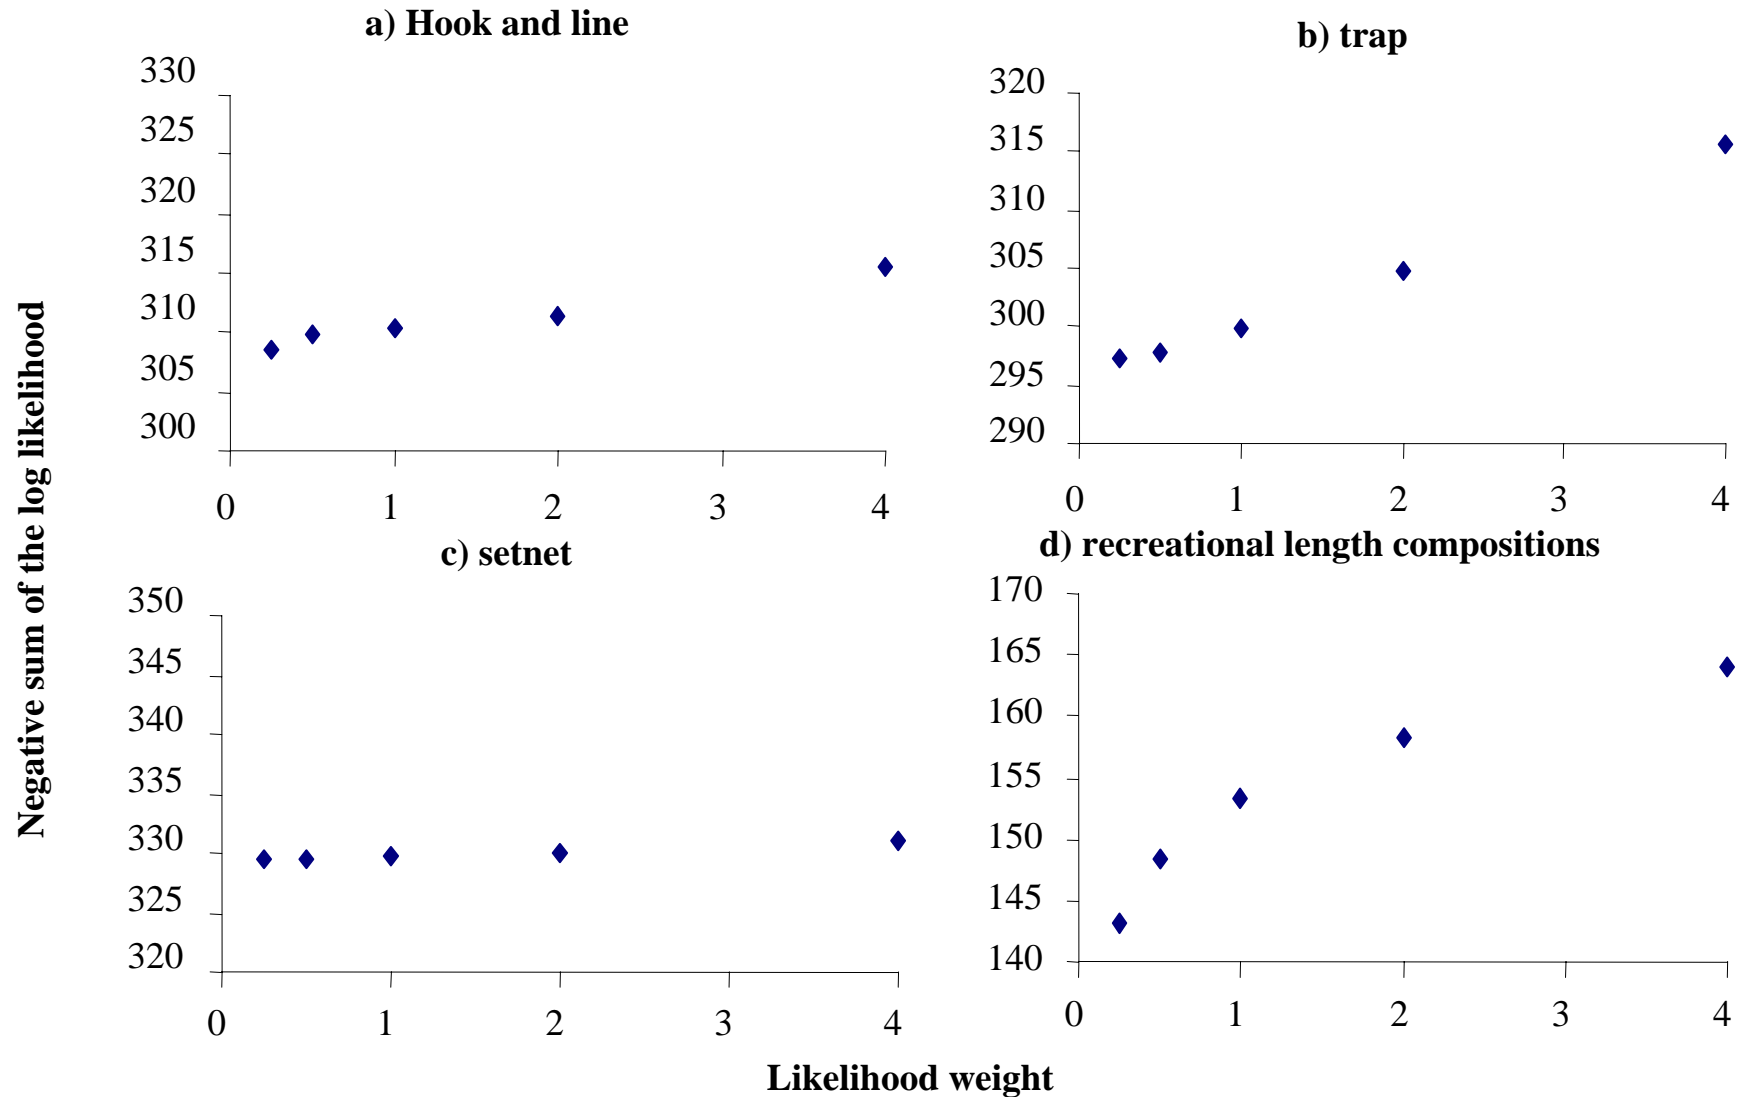 a) Hook and line
330
325
320
315
310
305
300
0 1 2 3 4
b) trap
320
315
310
305
300
295
290
0 1 2 3 4
c) setnet
350
345
340
335
330
325
320
0 1 2 3 4
d) recreational length compositions
170
165
160
155
150
145
140
0 1 2 3 4
Negative sum of the log likelihood
Likelihood weight